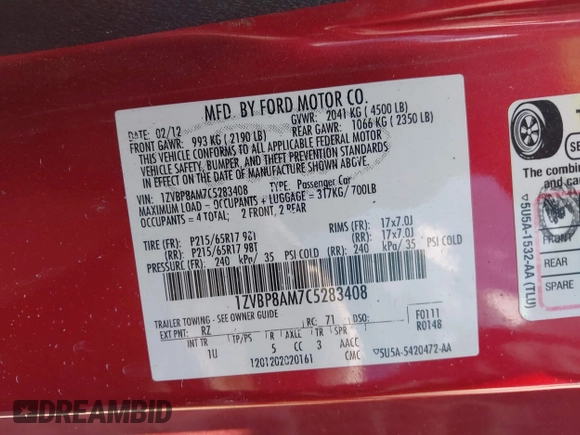 MFD. BY FORD MOTOR CO.
DATE: 02/12
GVWR: 2041 KG ( 4500 LB)
FRONT GAWR: 993 KG ( 2190 LB)
REAR GAWR: 1066 KG ( 2350 LB)
THIS VEHICLE CONFORMS TO ALL APPLICABLE FEDERAL MOTOR
VEHICLE SAFETY, BUMPER, AND THEFT PREVENTION STANDARDS
IN EFFECT ON THE DATE OF MANUFACTURE SHOWN ABOVE.
VIN: 1ZVBP8AM7C5283408
TYPE: Passenger Car
MAXIMUM LOAD - OCCUPANTS + LUGGAGE = 317KG/ 700LB
OCCUPANTS = 4 TOTAL; 2 FRONT, 2 REAR
TIRE (FR): P215/65R17 98T
RIMS (FR): 17x7.0J
(RR): P215/65R17 98T
(RR): 17x7.0J
PRESSURE (FR): 240 kPa/ 35 PSI COLD
(RR): 240 kPa/ 35 PSI COLD
1ZVBP8AM7C5283408
TRAILER TOWING - SEE OWNER GUIDE
EXT PNT: RZ RC: 71 DSO:
F0111
R0148
INT TR TP/PS R AXLE TR SPR
1U 5 CC 3 AACC
1201202020161 CMC
5U5A-5420472-AA
SE
The combine
and cargo
FRONT
REAR
SPARE
5U5A-1532-AA (TLU)
DREAMBID